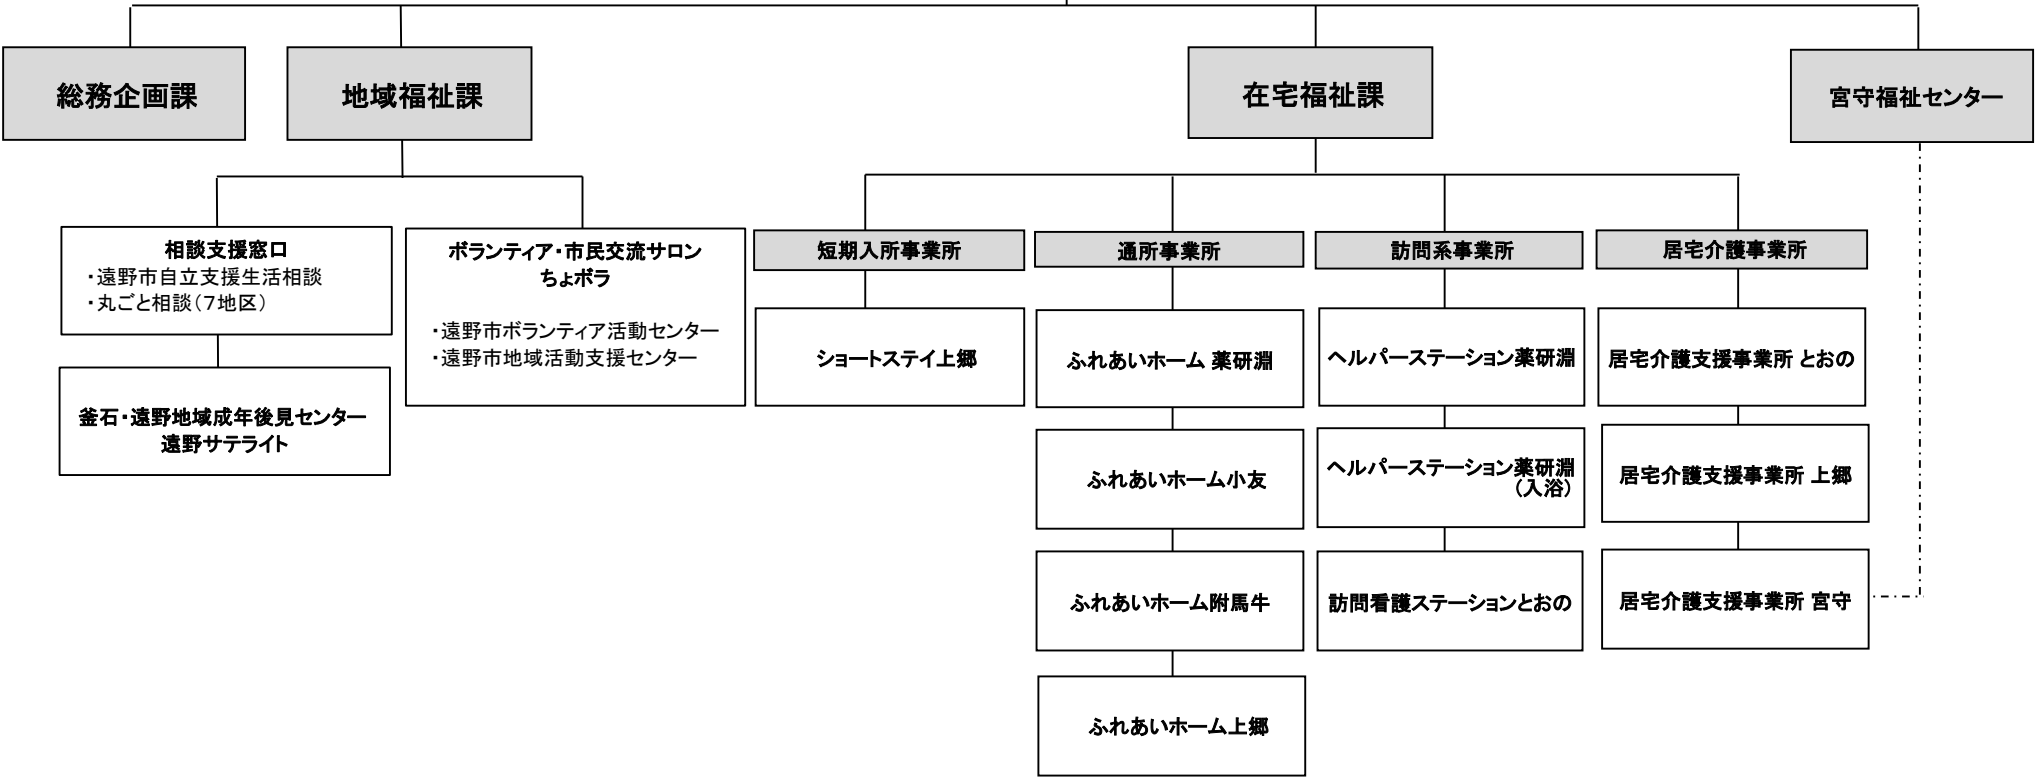 総務企画課
地域福祉課
在宅福祉課
宮守福祉センター
相談支援窓口
・遠野市自立支援生活相談
・丸ごと相談（７地区）
釜石・遠野地域成年後見センター
遠野サテライト
ボランティア・市民交流サロン
ちょボラ
・遠野市ボランティア活動センター
・遠野市地域活動支援センター
短期入所事業所
ショートステイ上郷
通所事業所
ふれあいホーム 薬研淵
ふれあいホーム小友
ふれあいホーム附馬牛
ふれあいホーム上郷
訪問系事業所
ヘルパーステーション薬研淵
ヘルパーステーション薬研淵
（入浴）
訪問看護ステーションとおの
居宅介護事業所
居宅介護支援事業所 とおの
居宅介護支援事業所 上郷
居宅介護支援事業所 宮守